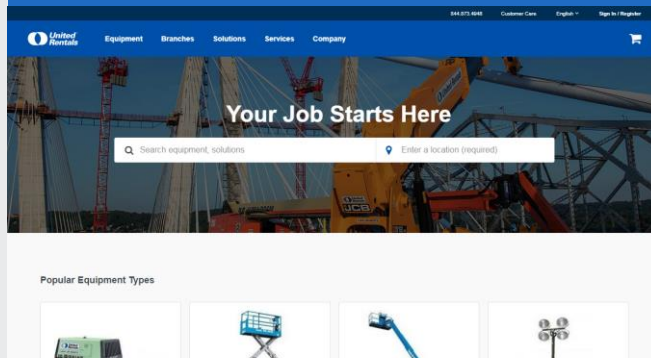 844.873.4948 Customer Care English Sign In / Register
United Rentals Equipment Branches Solutions Services Company
Your Job Starts Here
Search equipment, solutions Enter a location (required)
UCB
Popular Equipment Types